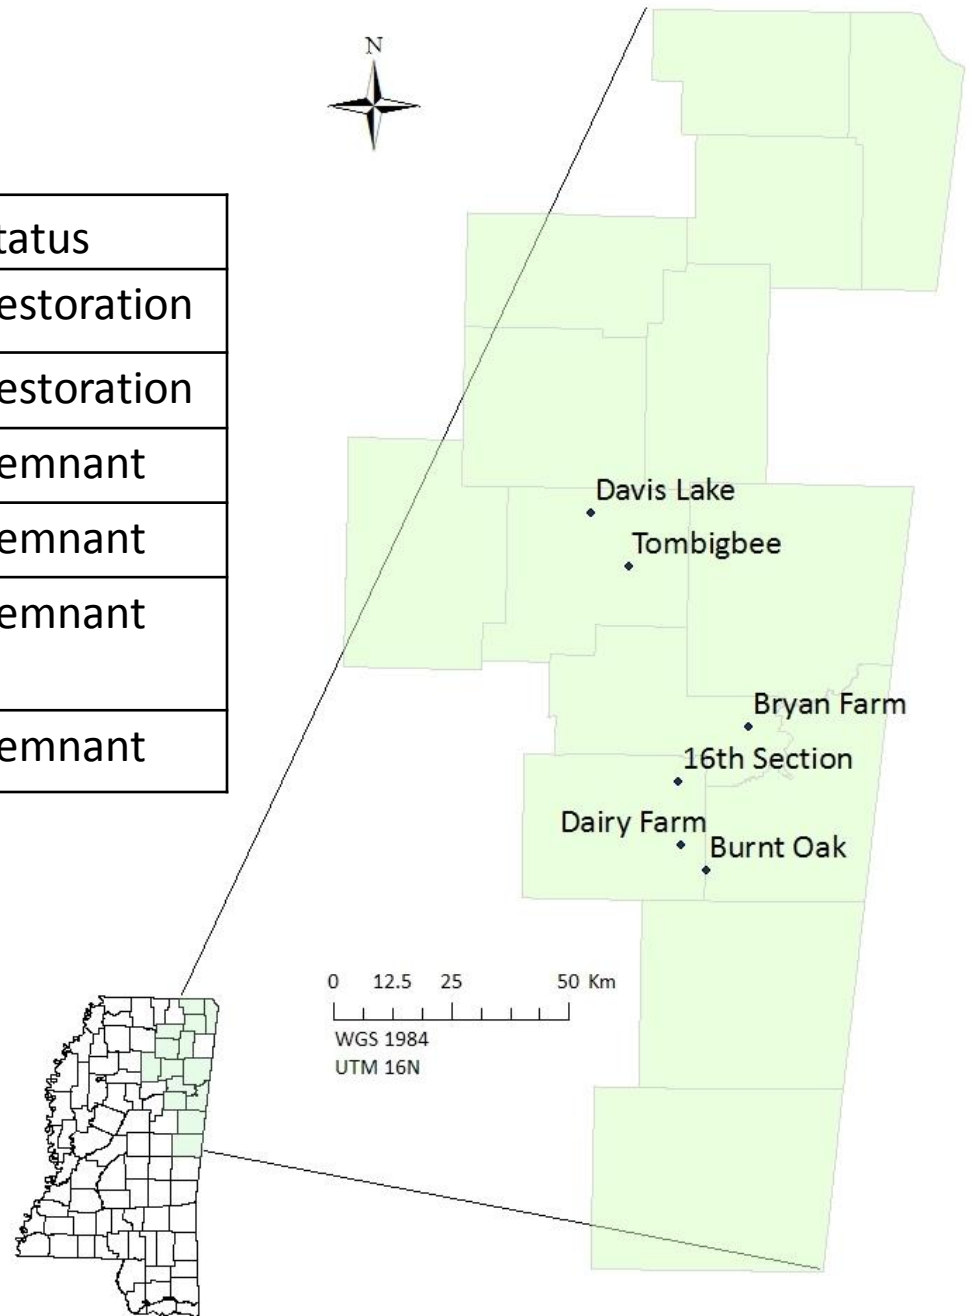 N
tatus
estoration
estoration
emnant
emnant
emnant
emnant
Davis Lake
Tombigbee
Bryan Farm
16th Section
Dairy Farm
Burnt Oak
0 12.5 25 50 Km
WGS 1984
UTM 16N